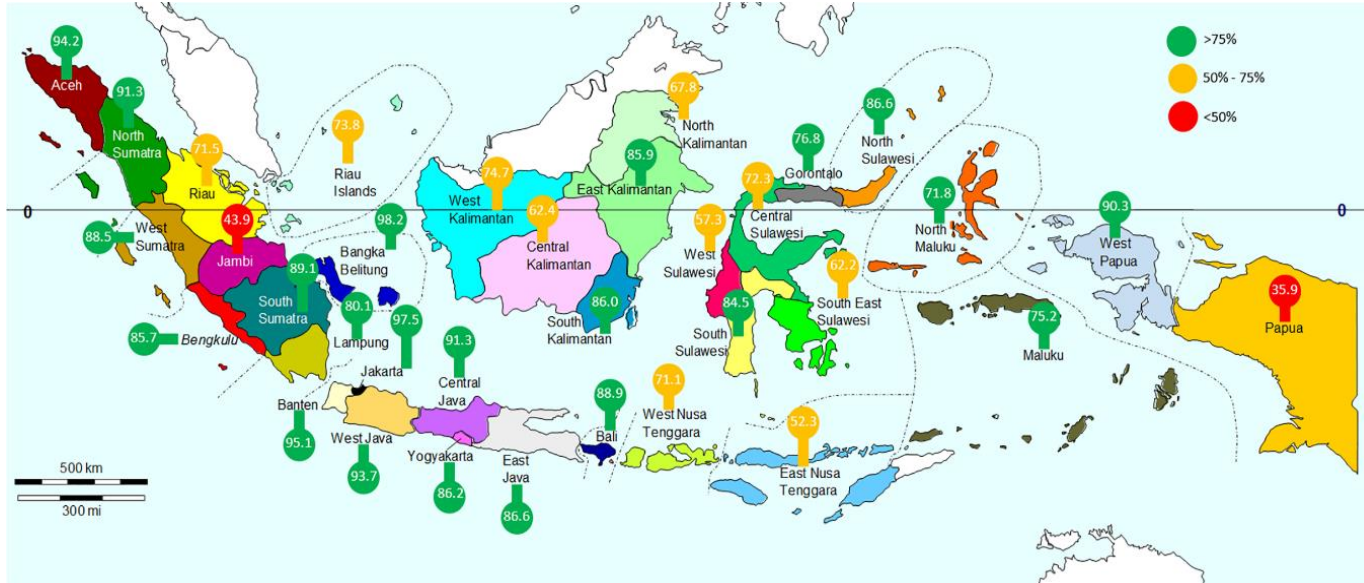 94.2
Aceh
91.3
North
Sumatra
71.5
Riau
73.8
Riau
Islands
67.8
North
Kalimantan
86.6
North
Sulawesi
>75%
50% - 75%
<50%
76.8
Gorontalo
85.9
East Kalimantan
74.7
West
Kalimantan
72.3
Central
Sulawesi
71.8
North
Maluku
90.3
West
Papua
0
0
88.5
West
Sumatra
43.9
Jambi
98.2
Bangka
Belitung
62.4
Central
Kalimantan
57.3
West
Sulawesi
62.2
South East
Sulawesi
89.1
South
Sumatra
80.1
Lampung
86.0
South
Kalimantan
84.5
South
Sulawesi
75.2
Maluku
35.9
Papua
85.7
Bengkulu
97.5
Jakarta
91.3
Central
Java
88.9
Bali
71.1
West Nusa
Tenggara
52.3
East Nusa
Tenggara
Banten
95.1
West Java
93.7
Yogyakarta
86.2
East
Java
86.6
500 km
300 mi